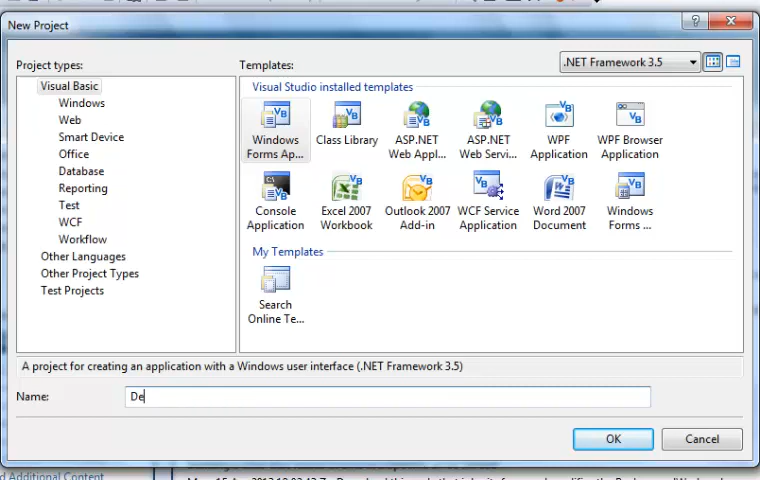 New Project
Project types:
Templates:
.NET Framework 3.5
Visual Basic
Windows
Web
Smart Device
Office
Database
Reporting
Test
WCF
Workflow
Other Languages
Other Project Types
Test Projects
Visual Studio installed templates
Windows Forms Ap...
Class Library
ASP.NET Web Appl...
ASP.NET Web Servi...
WPF Application
WPF Browser Application
Console Application
Excel 2007 Workbook
Outlook 2007 Add-in
WCF Service Application
Word 2007 Document
Windows Forms ...
My Templates
Search Online Te...
A project for creating an application with a Windows user interface (.NET Framework 3.5)
Name:
De
OK
Cancel
Additional Content